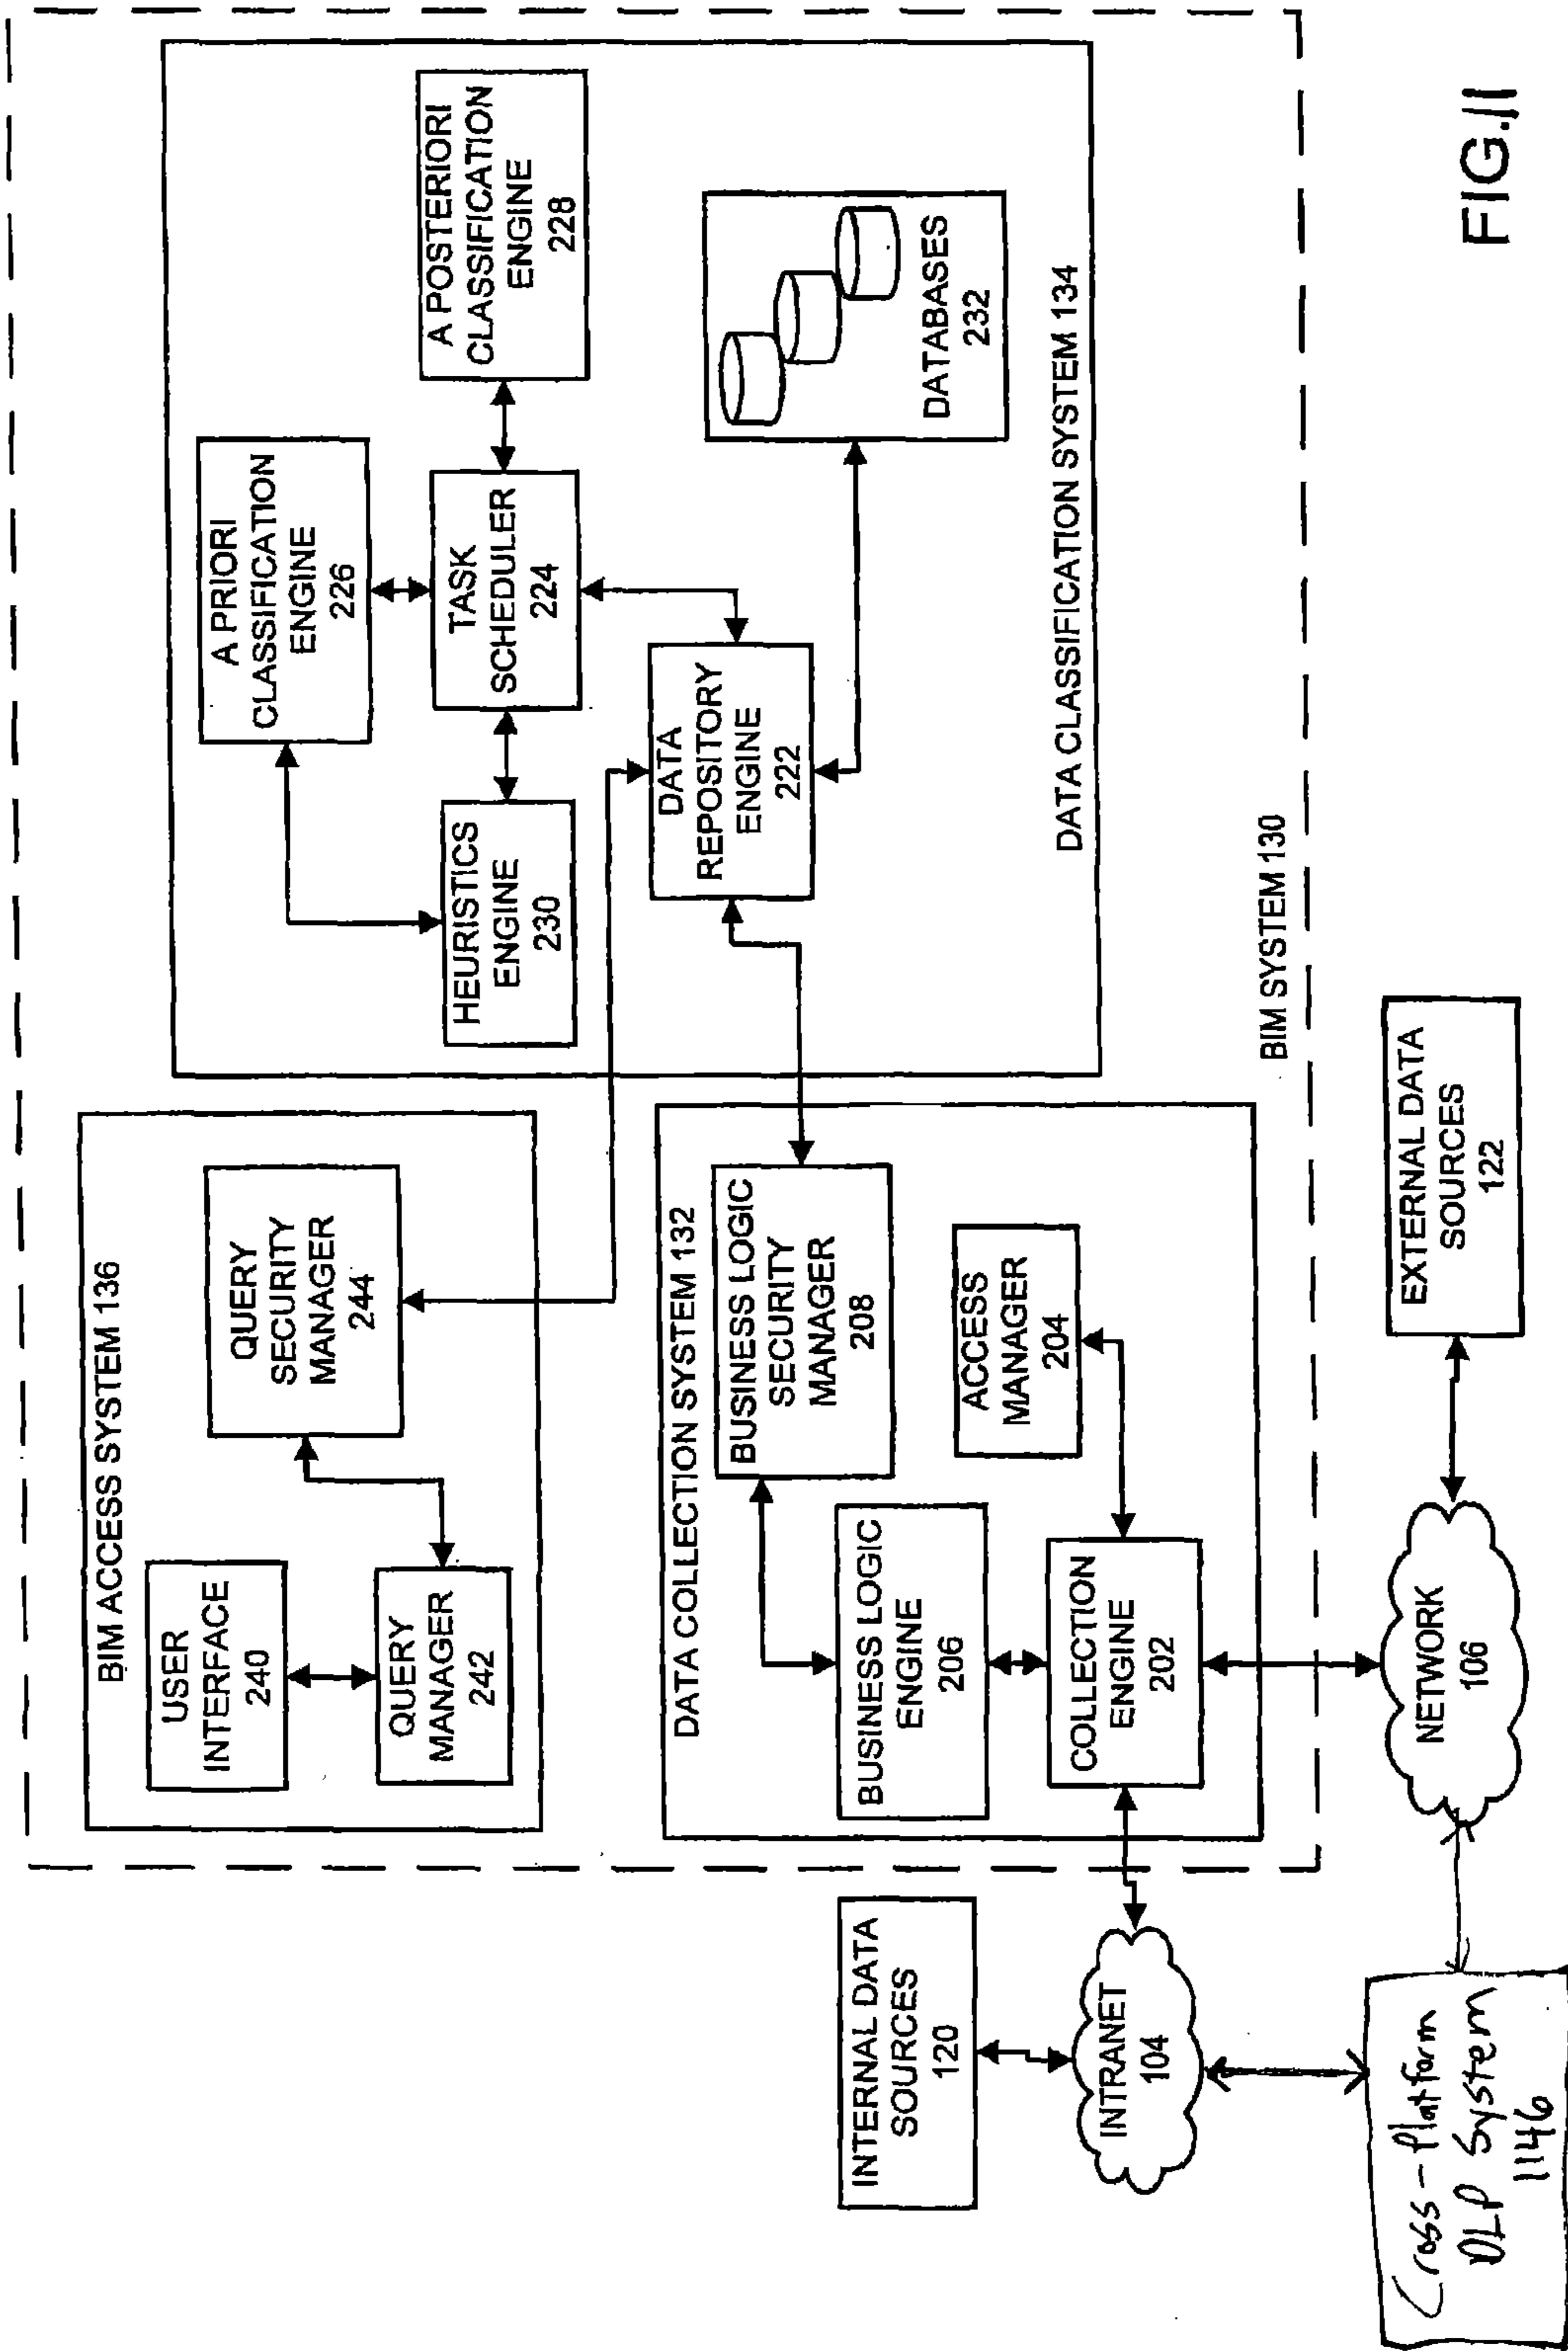 BIM ACCESS SYSTEM 136
USER
INTERFACE
240
QUERY
MANAGER
242
QUERY
SECURITY
MANAGER
244
DATA COLLECTION SYSTEM 132
BUSINESS LOGIC
SECURITY
MANAGER
208
BUSINESS LOGIC
ENGINE
206
ACCESS
MANAGER
204
COLLECTION
ENGINE
202
A PRIORI
CLASSIFICATION
ENGINE
226
A POSTERIORI
CLASSIFICATION
ENGINE
228
HEURISTICS
ENGINE
230
TASK
SCHEDULER
224
DATA
REPOSITORY
ENGINE
222
DATABASES
232
DATA CLASSIFICATION SYSTEM 134
BIM SYSTEM 130
INTERNAL DATA
SOURCES
120
INTRANET
104
NETWORK
106
EXTERNAL DATA
SOURCES
122
Cross-Platform
DLP System
1146
FIG.11